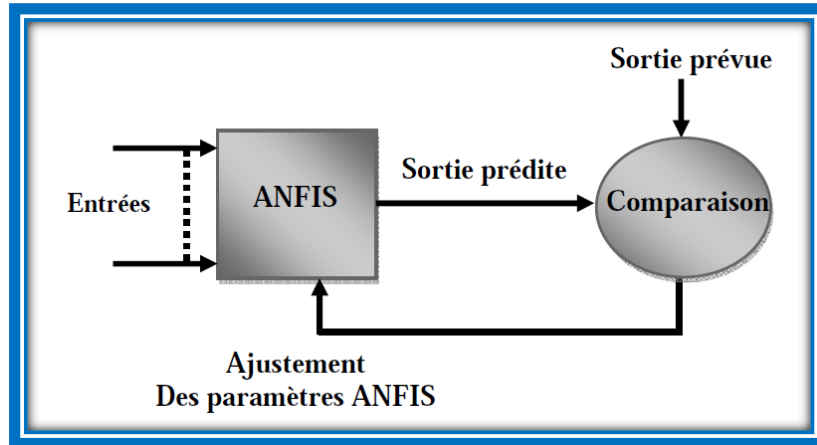 Sortie prévue
Sortie prédite
Entrées
ANFIS
Comparaison
Ajustement
Des paramètres ANFIS